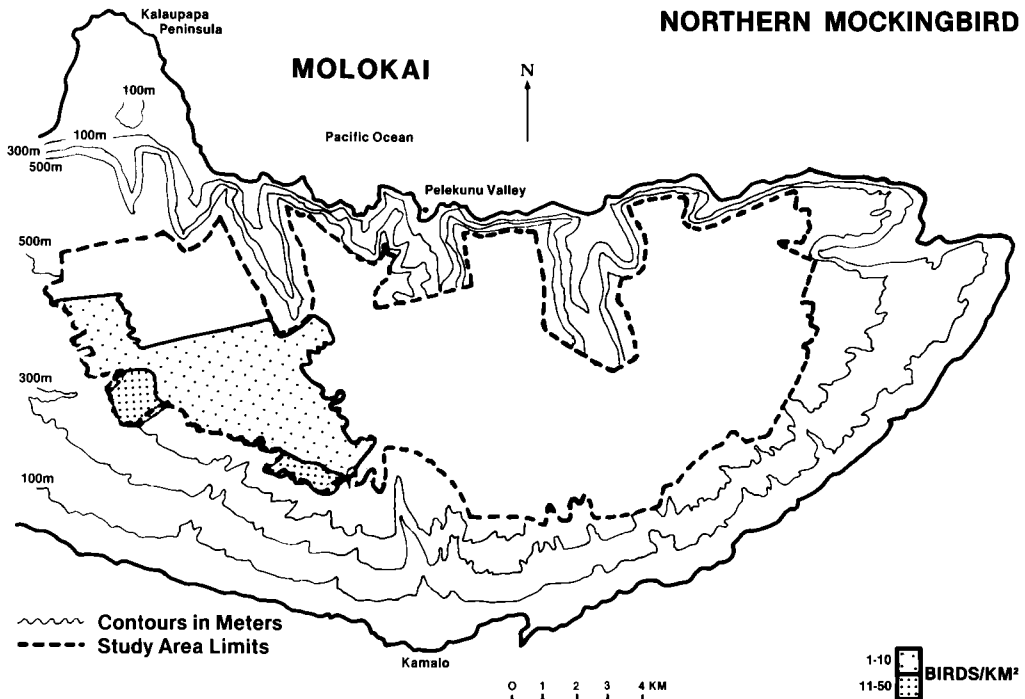 NORTHERN MOCKINGBIRD
Kalaupapa
Peninsula
MOLOKAI
N
100m
100m
Pacific Ocean
300m
500m
Pelekunu Valley
500m
300m
100m
Contours in Meters
Study Area Limits
Kamalo
0 1 2 3 4 KM
1-10
BIRDS/KM²
11-50